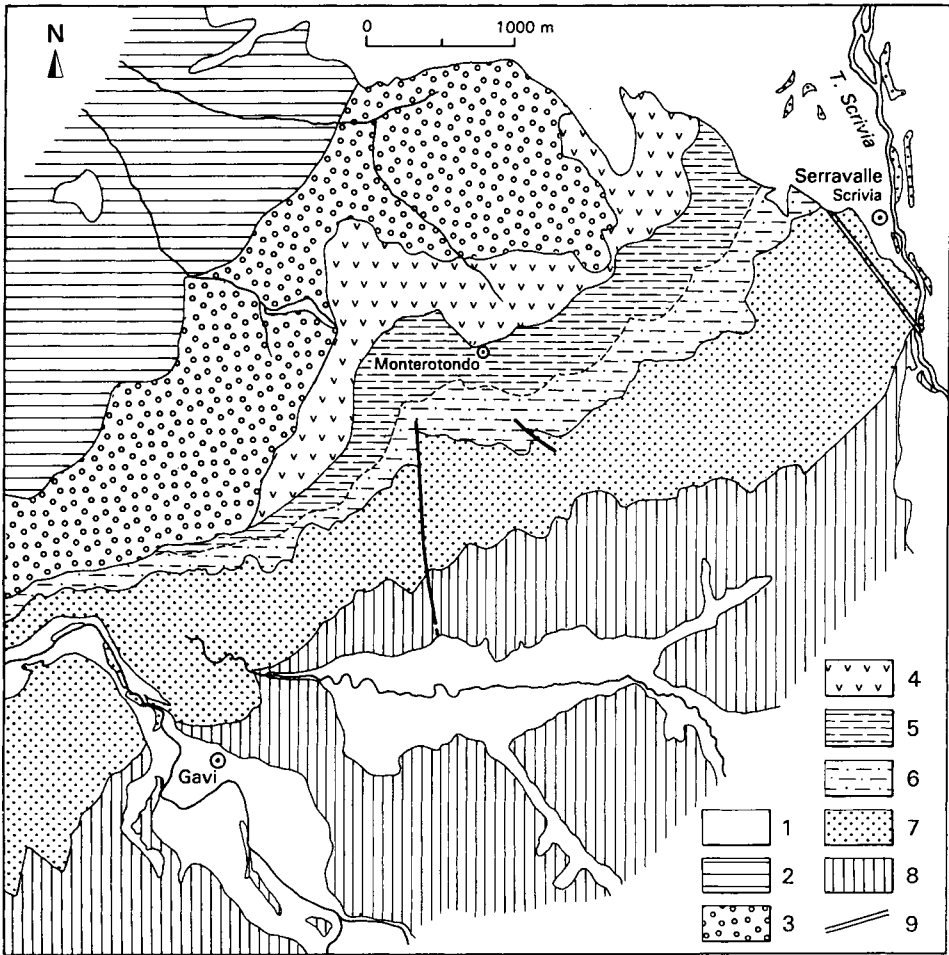 N
0 1000 m
T. Scrivia
Serravalle
Scrivia
Monterotondo
Gavi
4
5
6
1 7
2 8
3 9